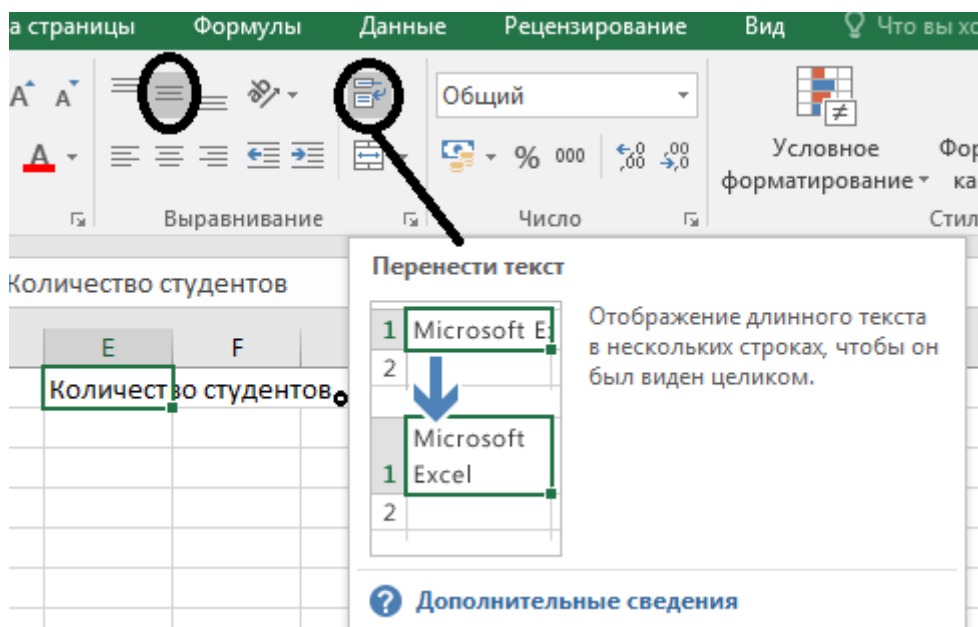 а страницы Формулы Данные Рецензирование Вид Что вы хо
Общий
А А
А % 000 ,00 ,0
Условное
форматирование
Фор
ка
Выравнивание Число Стил
Количество студентов
Перенести текст
Отображение длинного текста
в нескольких строках, чтобы он
был виден целиком.
E F
Количество студентов
1 Microsoft E
2
Microsoft
1 Excel
2
? Дополнительные сведения